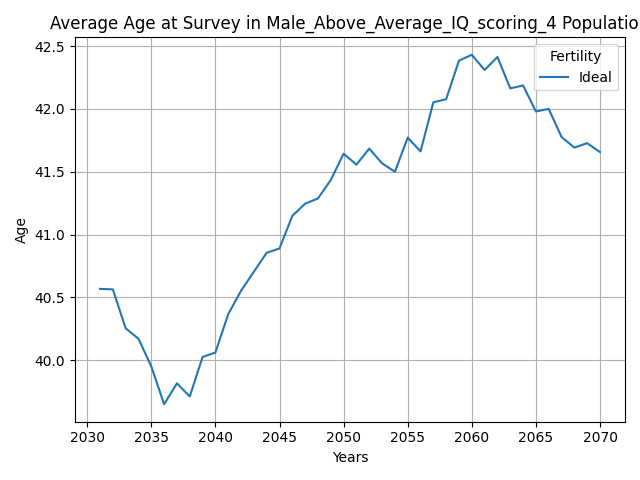 Average Age at Survey in Male_Above_Average_IQ_scoring_4 Populatio
Fertility
Ideal
42.5
42.0
41.5
41.0
40.5
40.0
Age
2030 2035 2040 2045 2050 2055 2060 2065 2070
Years